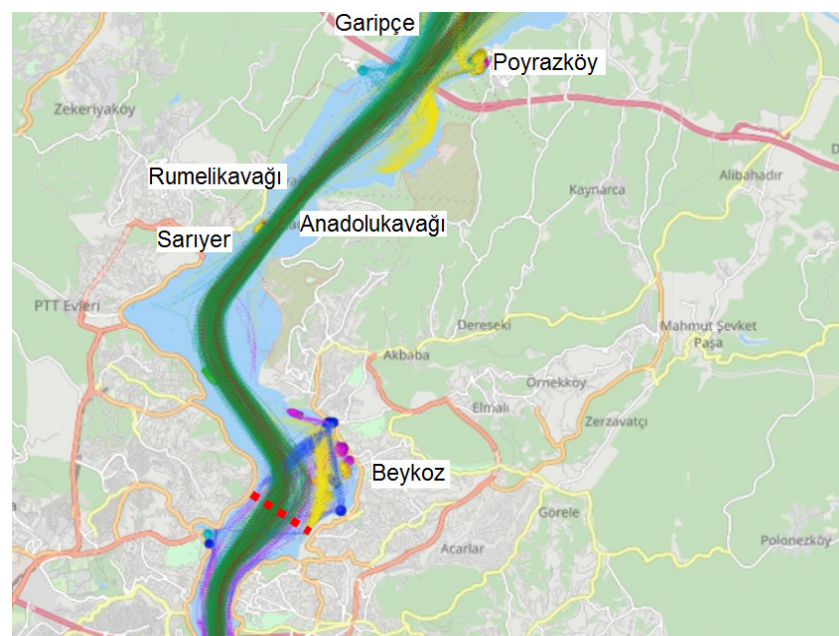 Garipçe
Poyrazköy
Zekeriyaköy
Alibahadır
Rumelikavağı
Kaynarca
Anadolukavağı
Sarıyer
PTT Evleri
Dereseki
Mahmut Şevket
Paşa
Akbaba
Örnekköy
Elmalı
Zerzavatçı
Beykoz
Görele
Polonezköy
Acarlar